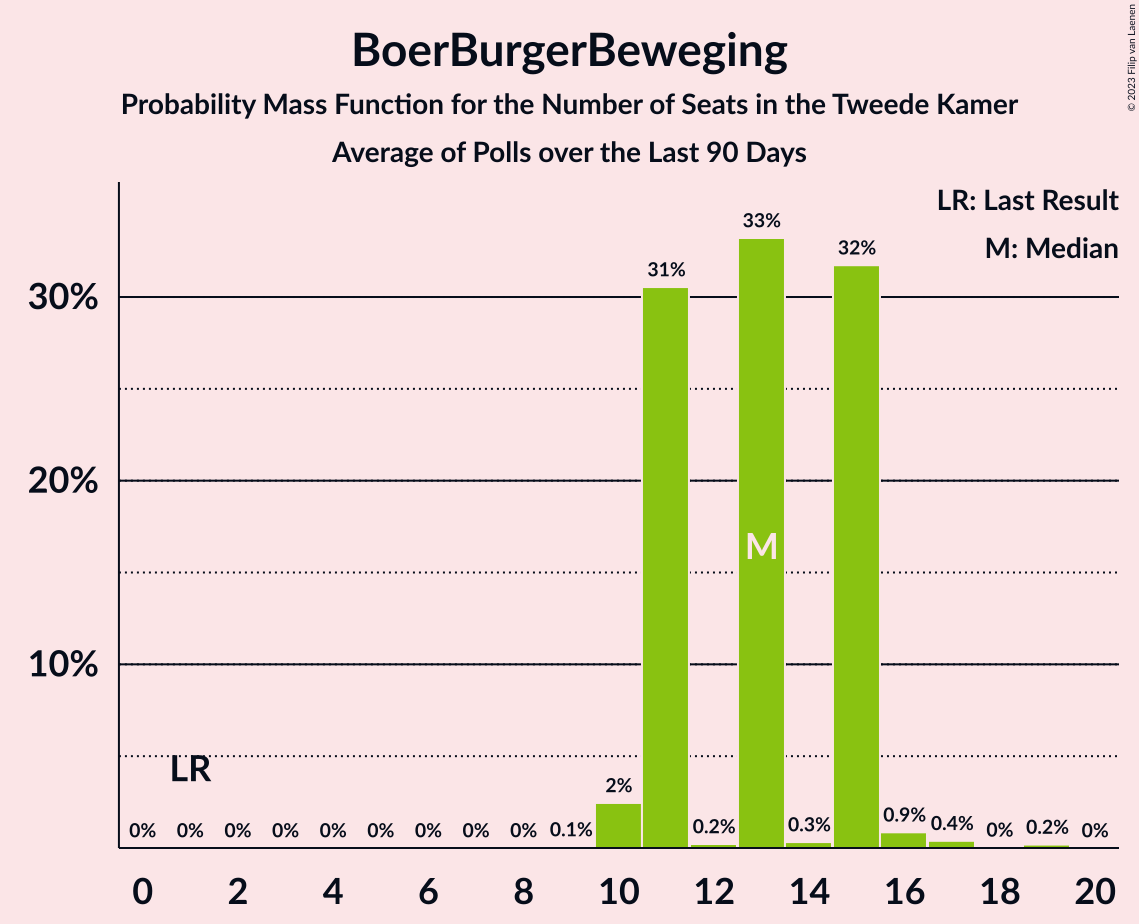 BoerBurgerBeweging
Probability Mass Function for the Number of Seats in the Tweede Kamer
Average of Polls over the Last 90 Days
© 2023 Filip van Laenen
LR: Last Result
M: Median
30%
20%
10%
0% 0% 0% 0% 0% 0% 0% 0% 0% 0.1% 2% 31% 0.2% 33% 0.3% 32% 0.9% 0.4% 0% 0.2% 0%
LR
M
0 2 4 6 8 10 12 14 16 18 20